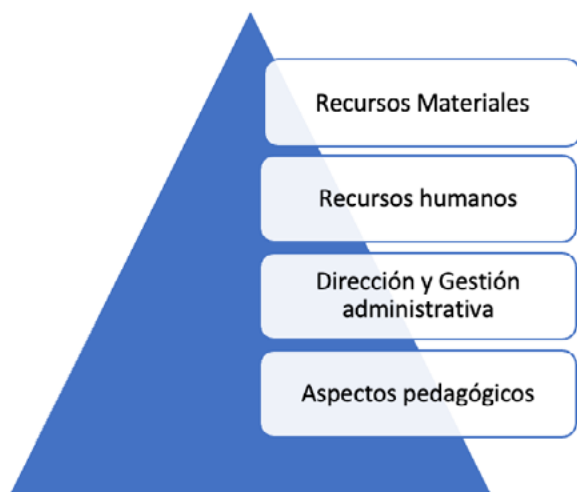 Recursos Materiales
Recursos humanos
Dirección y Gestión
administrativa
Aspectos pedagógicos